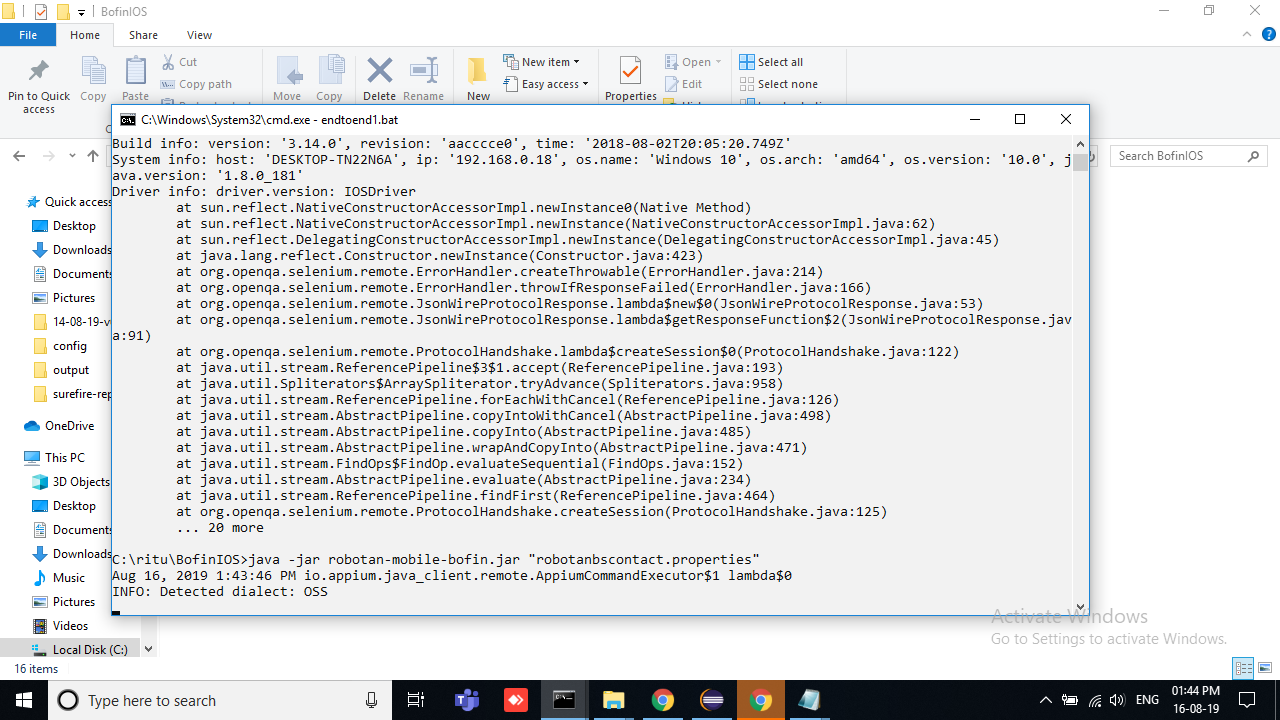 BofinIOS
File
Home
Share
View
Pin to Quick access
Copy
Paste
Cut
Copy path
Move
Copy
Delete
Rename
New item
Easy access
New
Properties
Open
Edit
Select all
Select none
C:\Windows\System32\cmd.exe - endtoend1.bat
Build info: version: '3.14.0', revision: 'aacccce0', time: '2018-08-02T20:05:20.749Z'
System info: host: 'DESKTOP-TN22N6A', ip: '192.168.0.18', os.name: 'Windows 10', os.arch: 'amd64', os.version: '10.0', j
ava.version: '1.8.0_181'
Driver info: driver.version: IOSDriver
at sun.reflect.NativeConstructorAccessorImpl.newInstance0(Native Method)
at sun.reflect.NativeConstructorAccessorImpl.newInstance(NativeConstructorAccessorImpl.java:62)
at sun.reflect.DelegatingConstructorAccessorImpl.newInstance(DelegatingConstructorAccessorImpl.java:45)
at java.lang.reflect.Constructor.newInstance(Constructor.java:423)
at org.openqa.selenium.remote.ErrorHandler.createThrowable(ErrorHandler.java:214)
at org.openqa.selenium.remote.ErrorHandler.throwIfResponseFailed(ErrorHandler.java:166)
at org.openqa.selenium.remote.JsonWireProtocolResponse.lambda$new$0(JsonWireProtocolResponse.java:53)
at org.openqa.selenium.remote.JsonWireProtocolResponse.lambda$getResponseFunction$2(JsonWireProtocolResponse.jav
a:91)
at org.openqa.selenium.remote.ProtocolHandshake.lambda$createSession$0(ProtocolHandshake.java:122)
at java.util.stream.ReferencePipeline$3$1.accept(ReferencePipeline.java:193)
at java.util.Spliterators$ArraySpliterator.tryAdvance(Spliterators.java:958)
at java.util.stream.ReferencePipeline.forEachWithCancel(ReferencePipeline.java:126)
at java.util.stream.AbstractPipeline.copyIntoWithCancel(AbstractPipeline.java:498)
at java.util.stream.AbstractPipeline.copyInto(AbstractPipeline.java:485)
at java.util.stream.AbstractPipeline.wrapAndCopyInto(AbstractPipeline.java:471)
at java.util.stream.FindOps$FindOp.evaluateSequential(FindOps.java:152)
at java.util.stream.AbstractPipeline.evaluate(AbstractPipeline.java:234)
at java.util.stream.ReferencePipeline.findFirst(ReferencePipeline.java:464)
at org.openqa.selenium.remote.ProtocolHandshake.createSession(ProtocolHandshake.java:125)
... 20 more
C:\ritu\BofinIOS>java -jar robotan-mobile-bofin.jar "robotanbscontact.properties"
Aug 16, 2019 1:43:46 PM io.appium.java_client.remote.AppiumCommandExecutor$1 lambda$0
INFO: Detected dialect: OSS
Search BofinIOS
Quick access
Desktop
Downloads
Documents
Pictures
14-08-19-v
config
output
surefire-rep
OneDrive
This PC
3D Objects
Desktop
Documents
Downloads
Music
Pictures
Videos
Local Disk (C:)
16 items
Activate Windows
Go to Settings to activate Windows.
Type here to search
ENG
01:44 PM
16-08-19